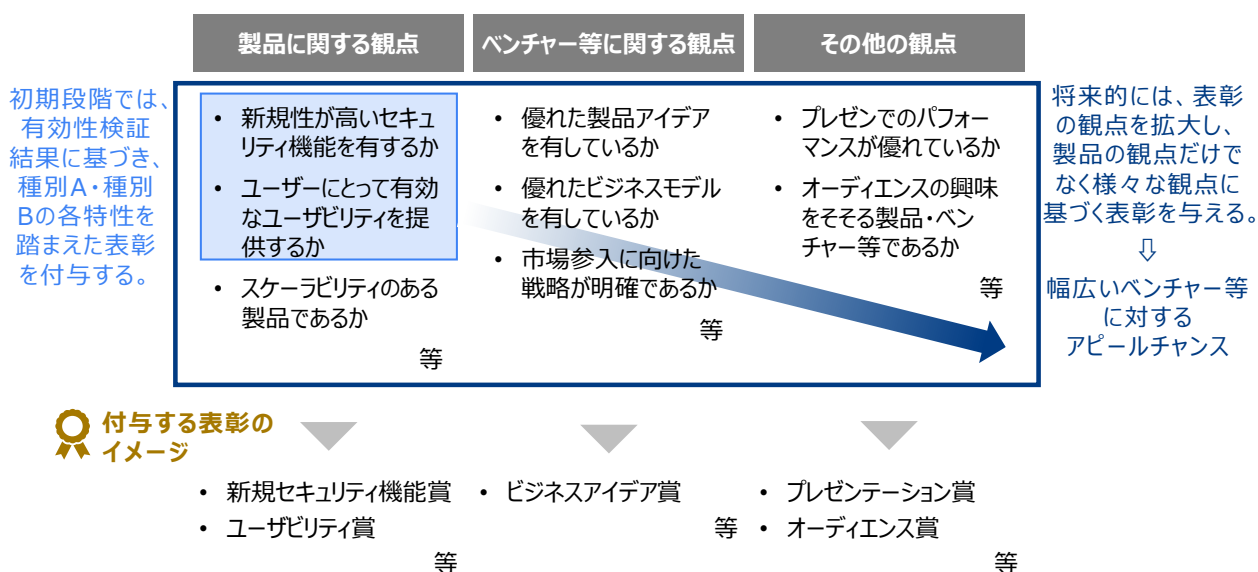 製品に関する観点
ベンチャー等に関する観点
その他の観点
初期段階では、
有効性検証
結果に基づき、
種別A・種別
Bの各特性を
踏まえた表彰
を付与する。
• 新規性が高いセキュ
リティ機能を有するか
• ユーザーにとって有効
なユーザビリティを提
供するか
• スケーラビリティのある
製品であるか
等
• 優れた製品アイデア
を有しているか
• 優れたビジネスモデル
を有しているか
• 市場参入に向けた
戦略が明確であるか
等
• プレゼンでのパフォー
マンスが優れているか
• オーディエンスの興味
をそそる製品・ベン
チャー等であるか
等
将来的には、表彰
の観点を拡大し、
製品の観点だけで
なく様々な観点に
基づく表彰を与える。
⇩
幅広いベンチャー等
に対する
アピールチャンス
付与する表彰の
イメージ
• 新規セキュリティ機能賞
• ユーザビリティ賞
等
• ビジネスアイデア賞
等
• プレゼンテーション賞
• オーディエンス賞
等